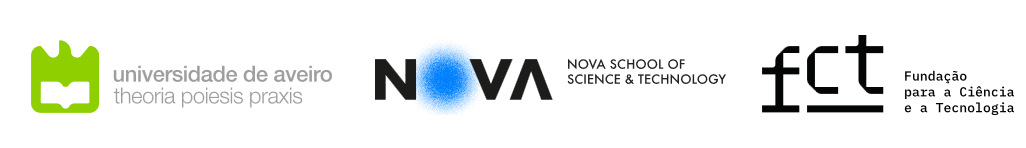 universidade de aveiro
theoria poiesis praxis
NOVA
NOVA SCHOOL OF
SCIENCE & TECHNOLOGY
fct
Fundação
para a Ciência
e a Tecnologia